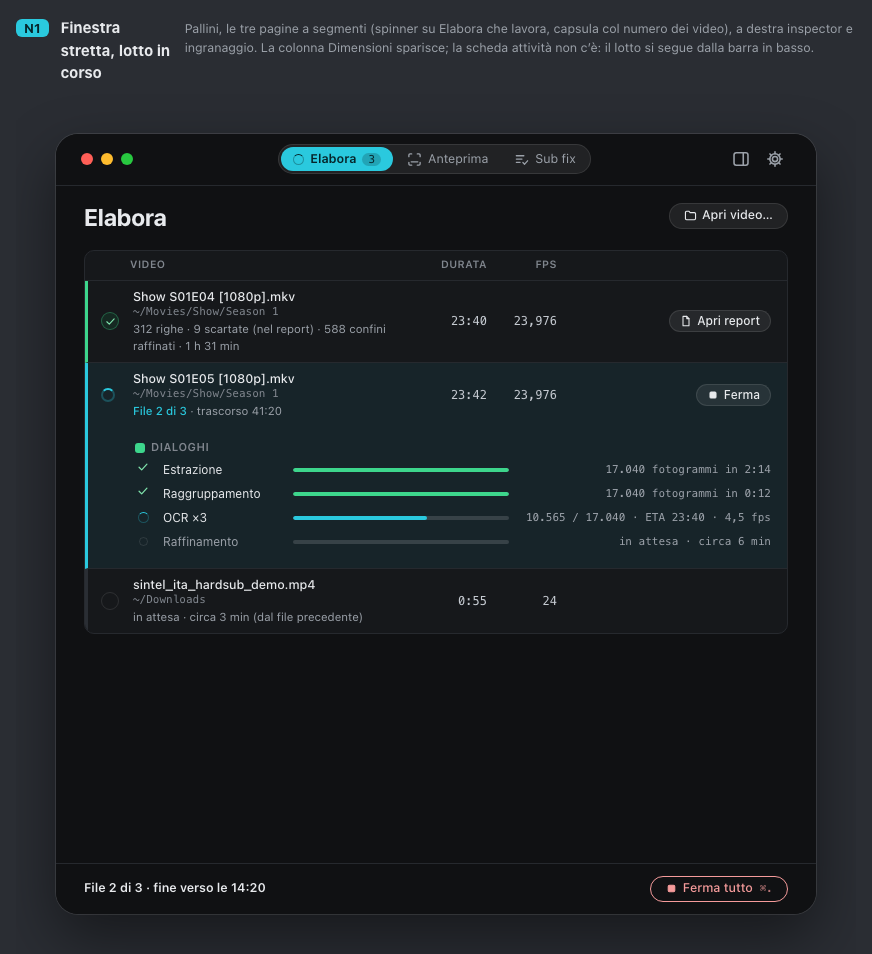 N1
Finestra stretta, lotto in corso
Pallini, le tre pagine a segmenti (spinner su Elabora che lavora, capsula col numero dei video), a destra inspector e
ingranaggio. La colonna Dimensioni sparisce; la scheda attività non c'è: il lotto si segue dalla barra in basso.
Elabora 3
Anteprima
Sub fix
Elabora
Apri video…
VIDEO DURATA FPS
Show S01E04 [1080p].mkv
~/Movies/Show/Season 1
312 righe · 9 scartate (nel report) · 588 confini
raffinati · 1 h 31 min
23:40 23,976
Apri report
Show S01E05 [1080p].mkv
~/Movies/Show/Season 1
File 2 di 3 · trascorso 41:20
23:42 23,976
Ferma
DIALOGHI
Estrazione 17.040 fotogrammi in 2:14
Raggruppamento 17.040 fotogrammi in 0:12
OCR ×3 10.565 / 17.040 · ETA 23:40 · 4,5 fps
Raffinamento in attesa · circa 6 min
sintel_ita_hardsub_demo.mp4
~/Downloads
in attesa · circa 3 min (dal file precedente)
0:55 24
File 2 di 3 · fine verso le 14:20
Ferma tutto ⌘.